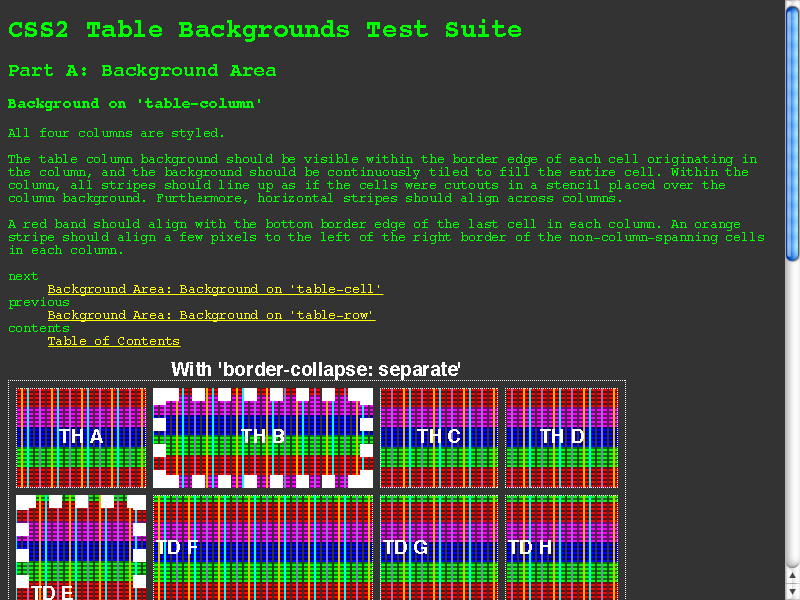 CSS2 Table Backgrounds Test Suite
Part A: Background Area
Background on 'table-column'
All four columns are styled.
The table column background should be visible within the border edge of each cell originating in
the column, and the background should be continuously tiled to fill the entire cell. Within the
column, all stripes should line up as if the cells were cutouts in a stencil placed over the
column background. Furthermore, horizontal stripes should align across columns.
A red band should align with the bottom border edge of the last cell in each column. An orange
stripe should align a few pixels to the left of the right border of the non-column-spanning cells
in each column.
next
Background Area: Background on 'table-cell'
previous
Background Area: Background on 'table-row'
contents
Table of Contents
With 'border-collapse: separate'
TH A TH B TH C TH D
TD F TD G TD H
TD E